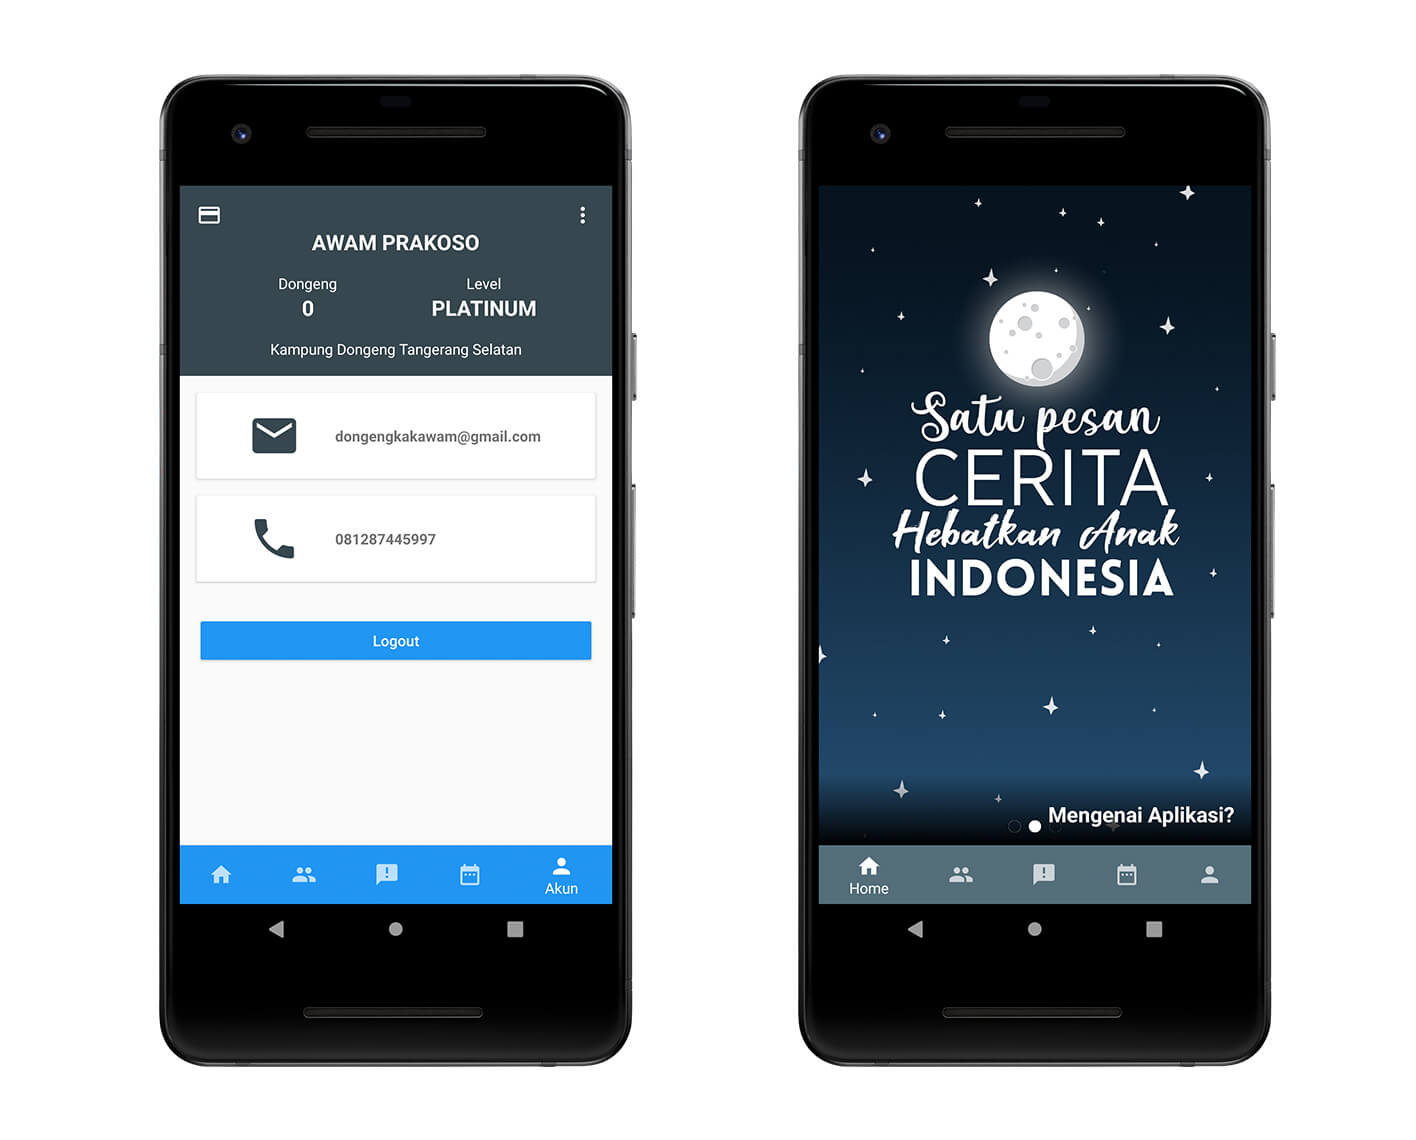 AWAM PRAKOSO
Dongeng
Level
0
PLATINUM
Kampung Dongeng Tangerang Selatan
dongengkakawam@gmail.com
081287445997
Logout
Akun
Satu pesan
CERITA
Hebatkan Anak
INDONESIA
Mengenai Aplikasi?
Home